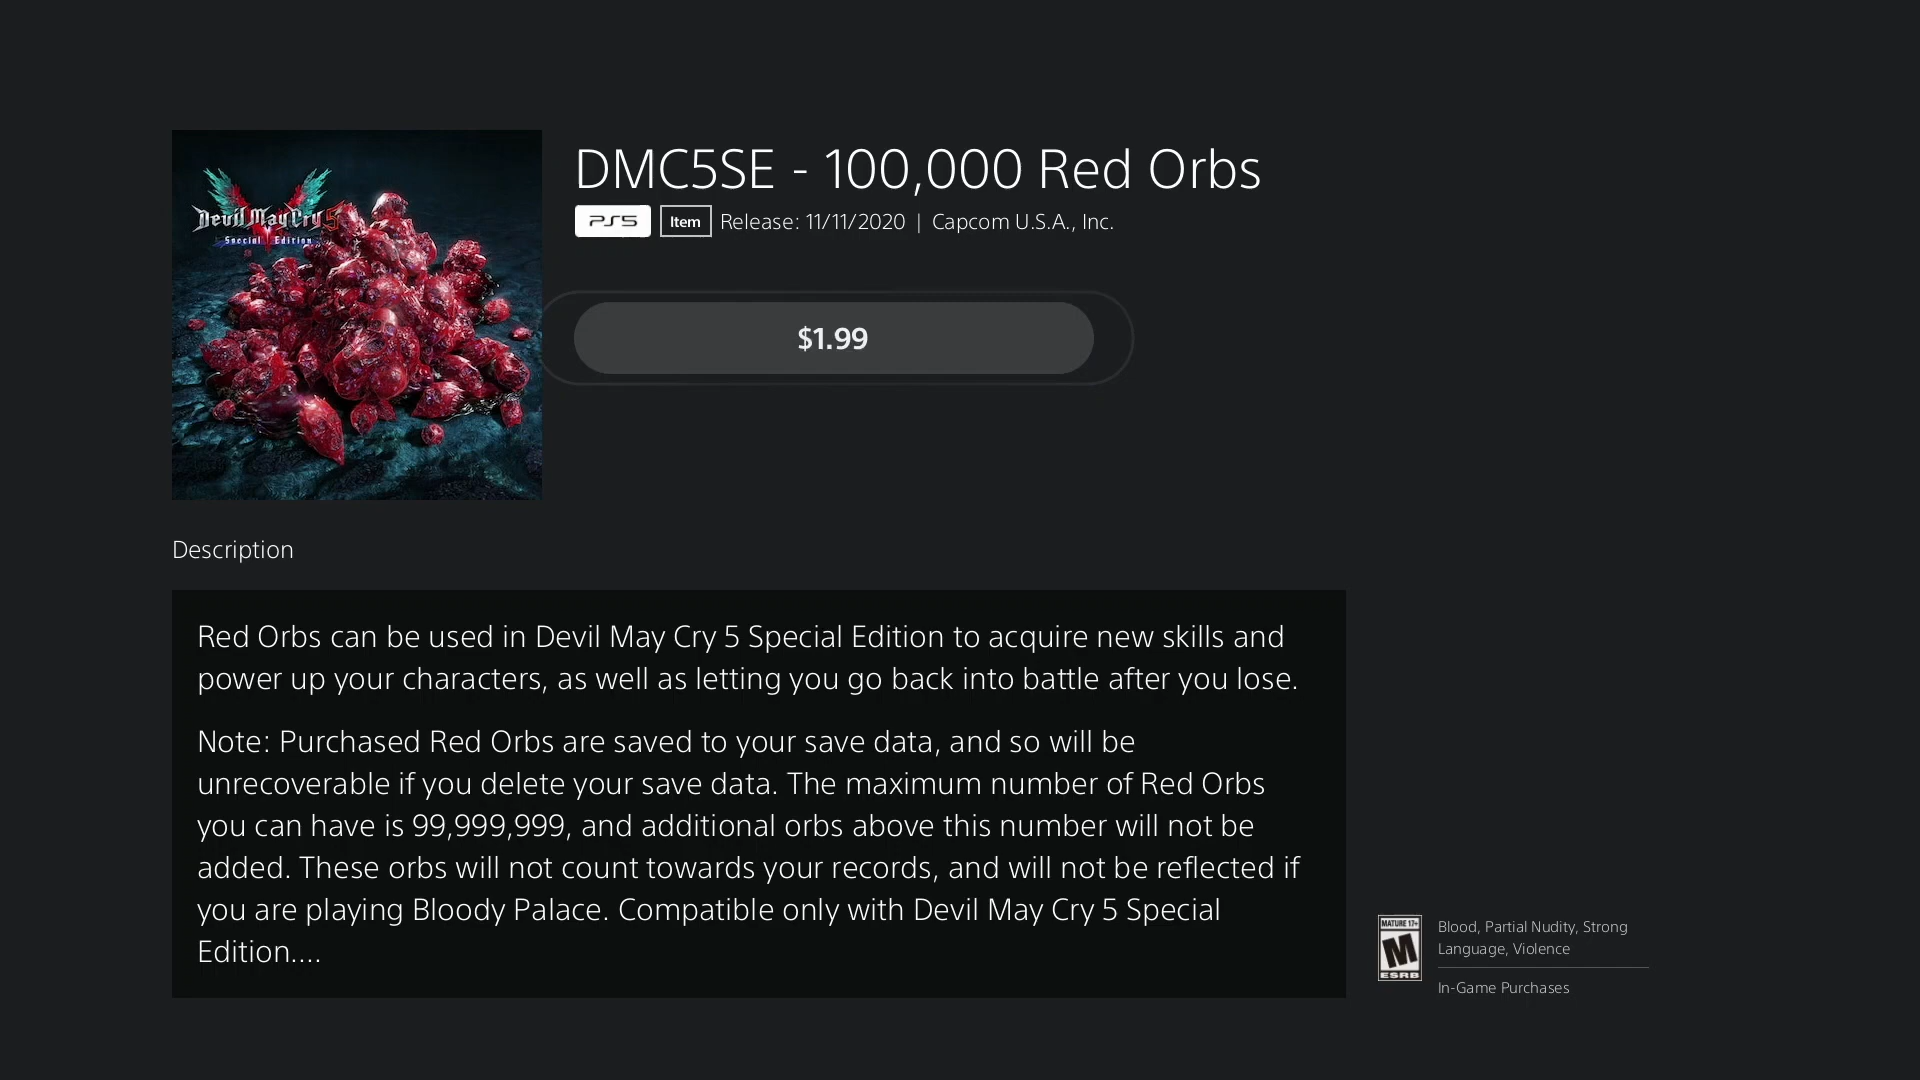 Devil May Cry 5
Special Edition
DMC5SE - 100,000 Red Orbs
PS5 Item Release: 11/11/2020 | Capcom U.S.A., Inc.
$1.99
Description
Red Orbs can be used in Devil May Cry 5 Special Edition to acquire new skills and
power up your characters, as well as letting you go back into battle after you lose.
Note: Purchased Red Orbs are saved to your save data, and so will be
unrecoverable if you delete your save data. The maximum number of Red Orbs
you can have is 99,999,999, and additional orbs above this number will not be
added. These orbs will not count towards your records, and will not be reflected if
you are playing Bloody Palace. Compatible only with Devil May Cry 5 Special
Edition....
MATURE 17+
M
ESRB
Blood, Partial Nudity, Strong
Language, Violence
In-Game Purchases